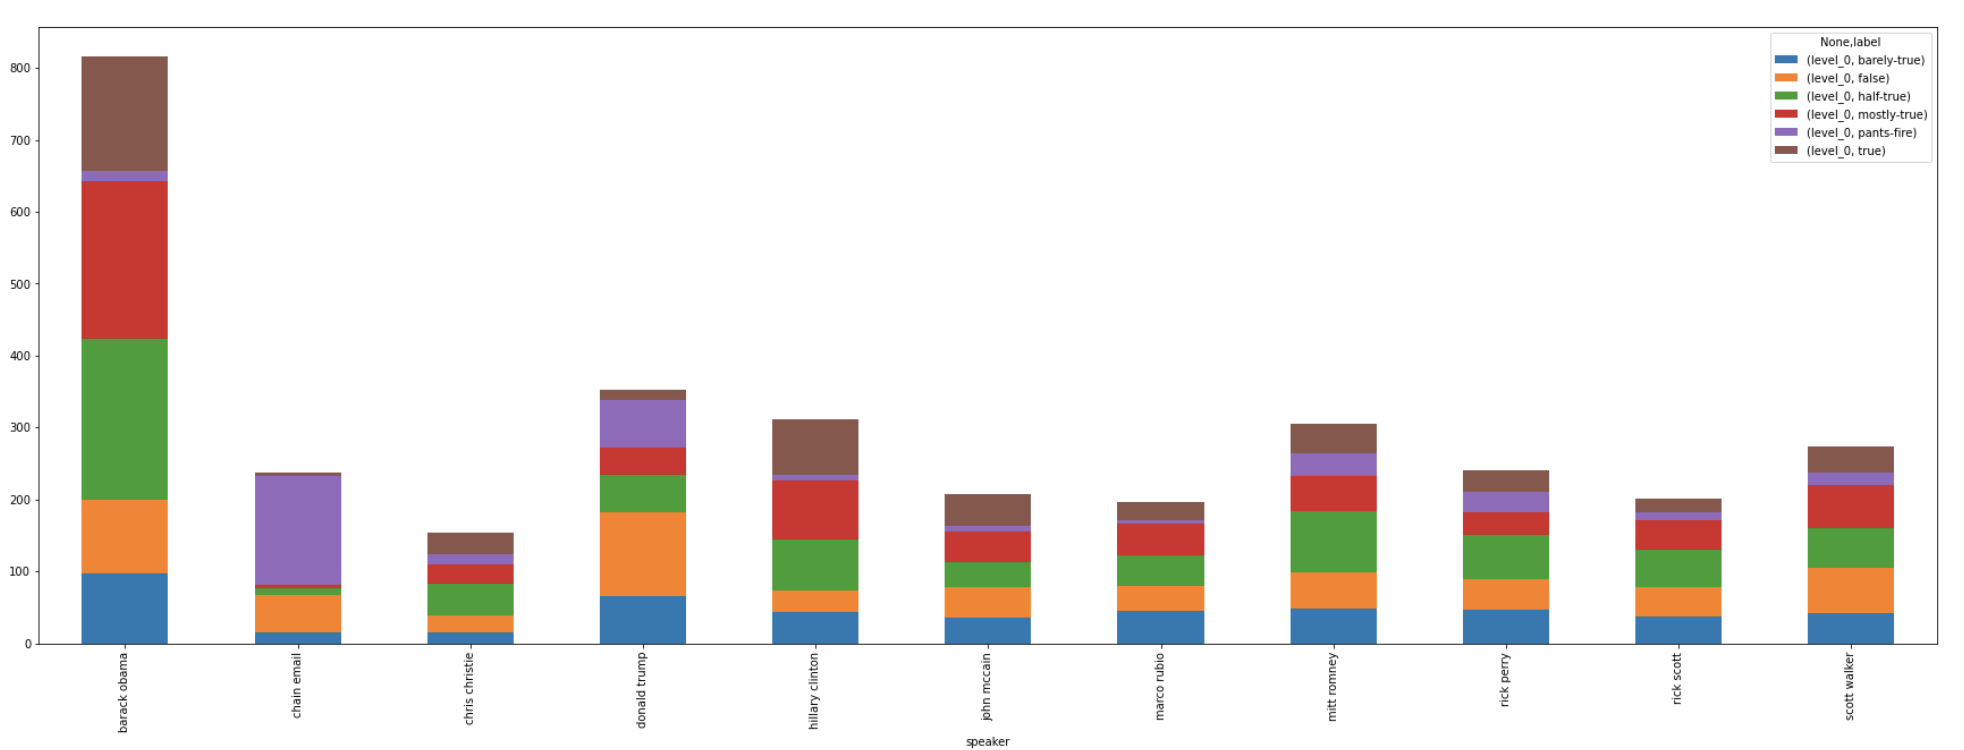 800
700
600
500
400
300
200
100
0
None,label
(level_0, barely-true)
(level_0, false)
(level_0, half-true)
(level_0, mostly-true)
(level_0, pants-fire)
(level_0, true)
barack obama
chain email
chris christie
donald trump
hillary clinton
john mccain
marco rubio
mitt romney
rick perry
rick scott
scott walker
speaker